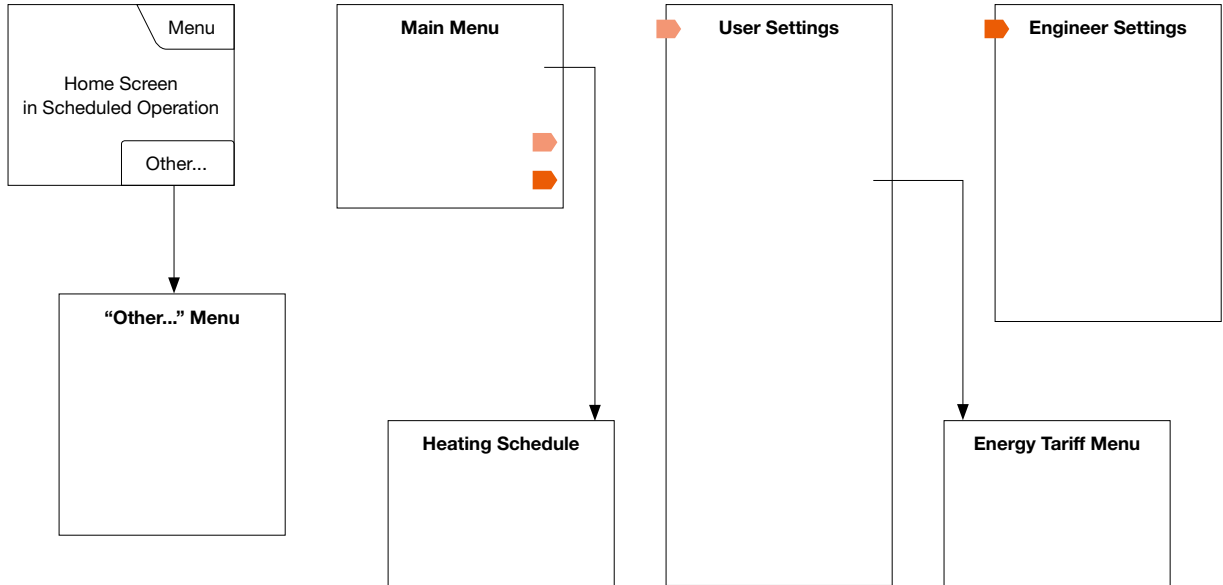 Menu
Home Screen
in Scheduled Operation
Other...
“Other...” Menu
Main Menu
Heating Schedule
User Settings
Engineer Settings
Energy Tariff Menu